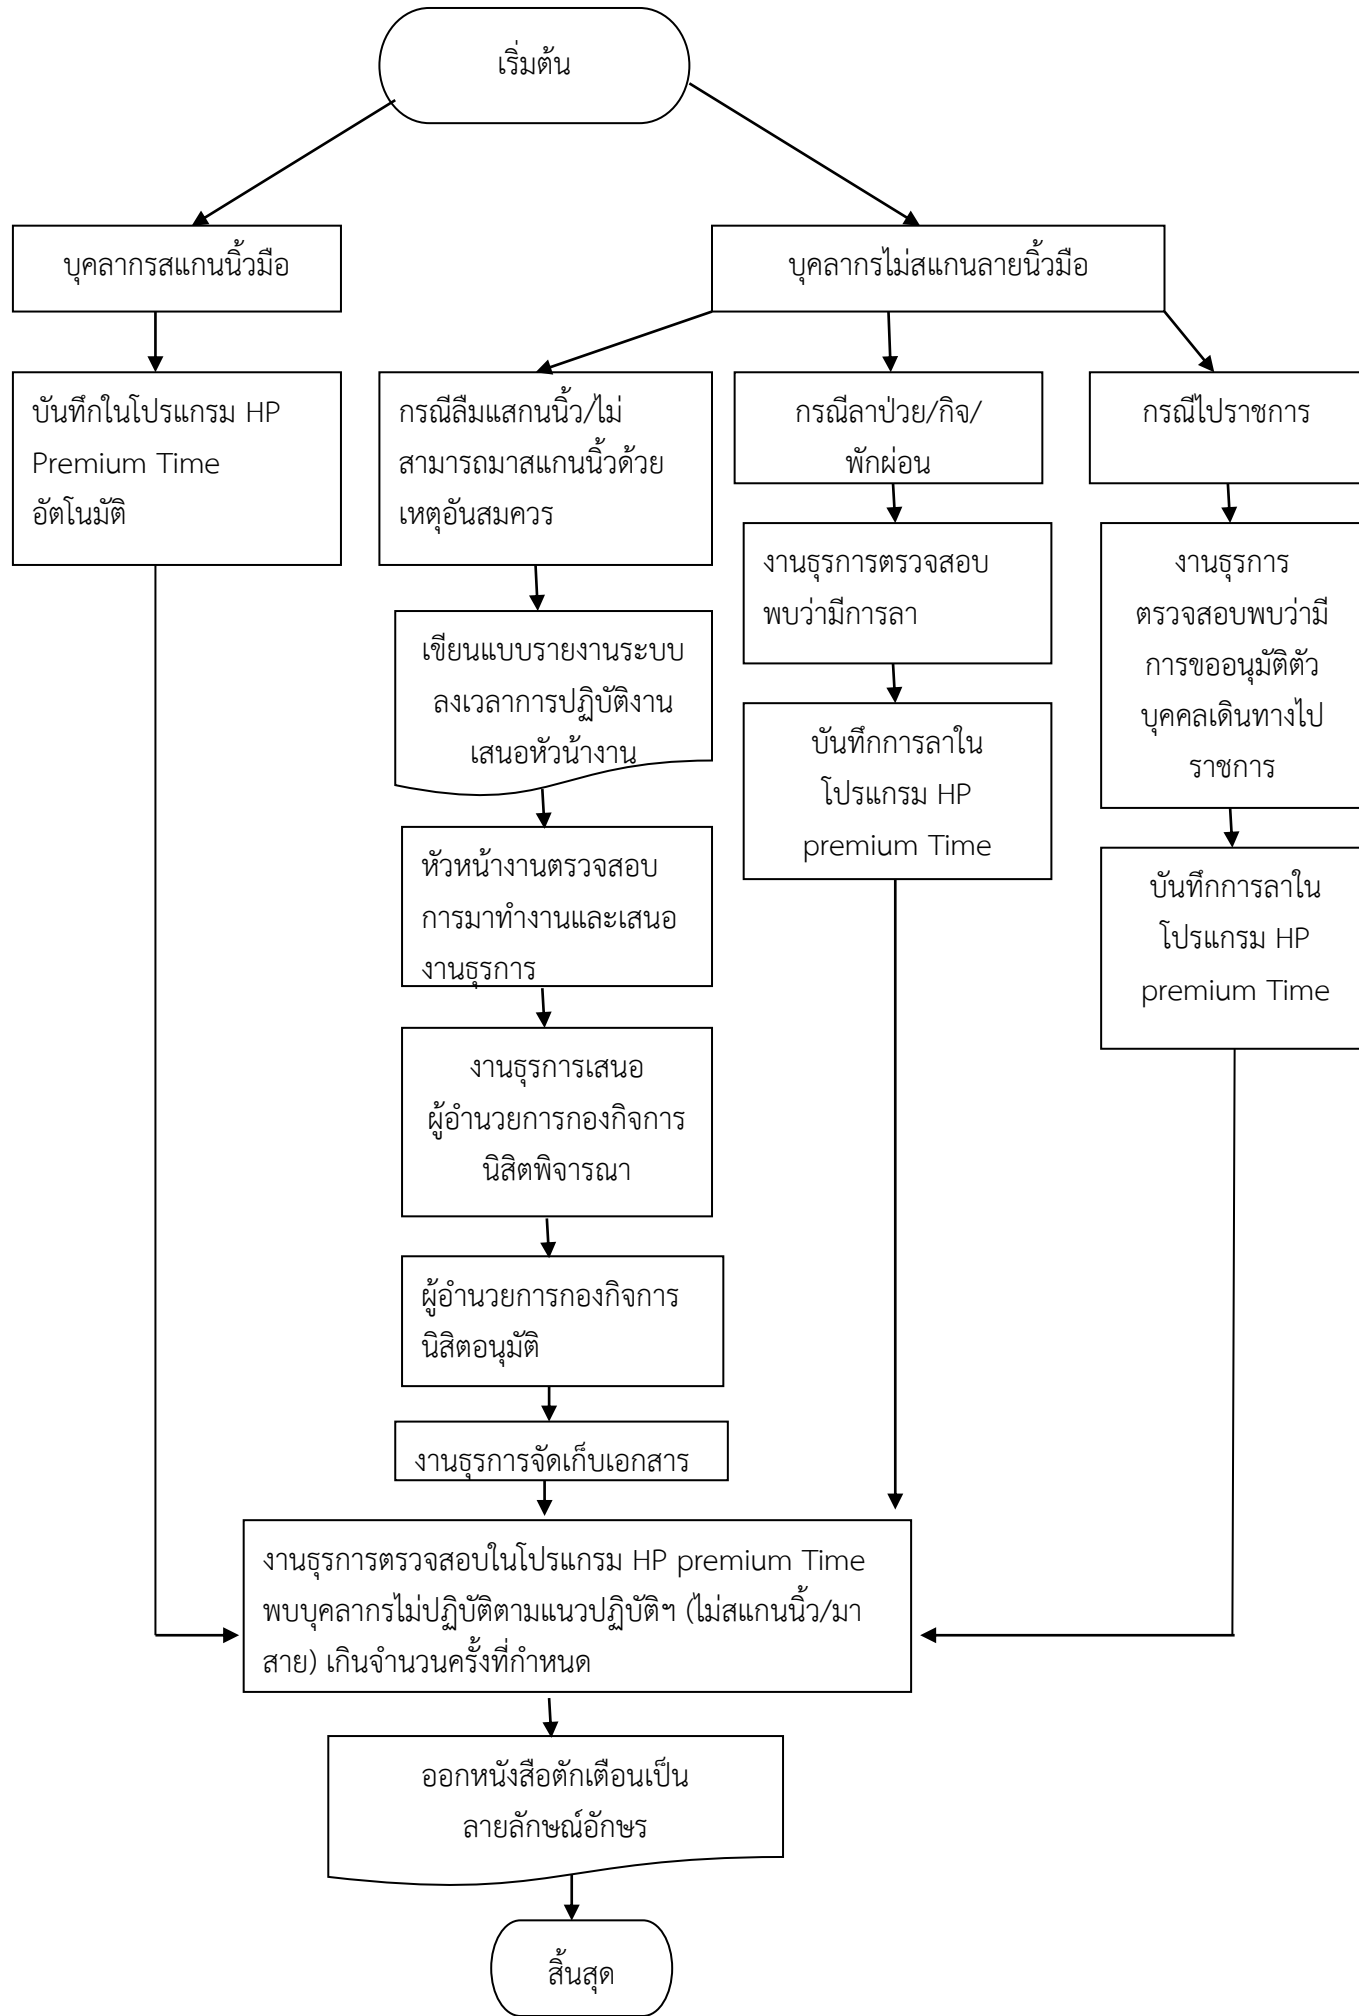 เริ่มต้น
บุคลากรสแกนนิ้วมือ
บุคลากรไม่สแกนลายนิ้วมือ
บันทึกในโปรแกรม HP
Premium Time
อัตโนมัติ
กรณีลืมแสกนนิ้ว/ไม่
สามารถมาสแกนนิ้วด้วย
เหตุอันสมควร
กรณีลาป่วย/กิจ/
พักผ่อน
กรณีไปราชการ
เขียนแบบรายงานระบบ
ลงเวลาการปฏิบัติงาน
เสนอหัวน้างาน
งานธุรการตรวจสอบ
พบว่ามีการลา
งานธุรการ
ตรวจสอบพบว่ามี
การขออนุมัติตัว
บุคคลเดินทางไป
ราชการ
บันทึกการลาใน
โปรแกรม HP
premium Time
หัวหน้างานตรวจสอบ
การมาทำงานและเสนอ
งานธุรการ
บันทึกการลาใน
โปรแกรม HP
premium Time
งานธุรการเสนอ
ผู้อำนวยการกองกิจการ
นิสิตพิจารณา
ผู้อำนวยการกองกิจการ
นิสิตอนุมัติ
งานธุรการจัดเก็บเอกสาร
งานธุรการตรวจสอบในโปรแกรม HP premium Time
พบบุคลากรไม่ปฏิบัติตามแนวปฏิบัติฯ (ไม่สแกนนิ้ว/มา
สาย) เกินจำนวนครั้งที่กำหนด
ออกหนังสือตักเตือนเป็น
ลายลักษณ์อักษร
สิ้นสุด